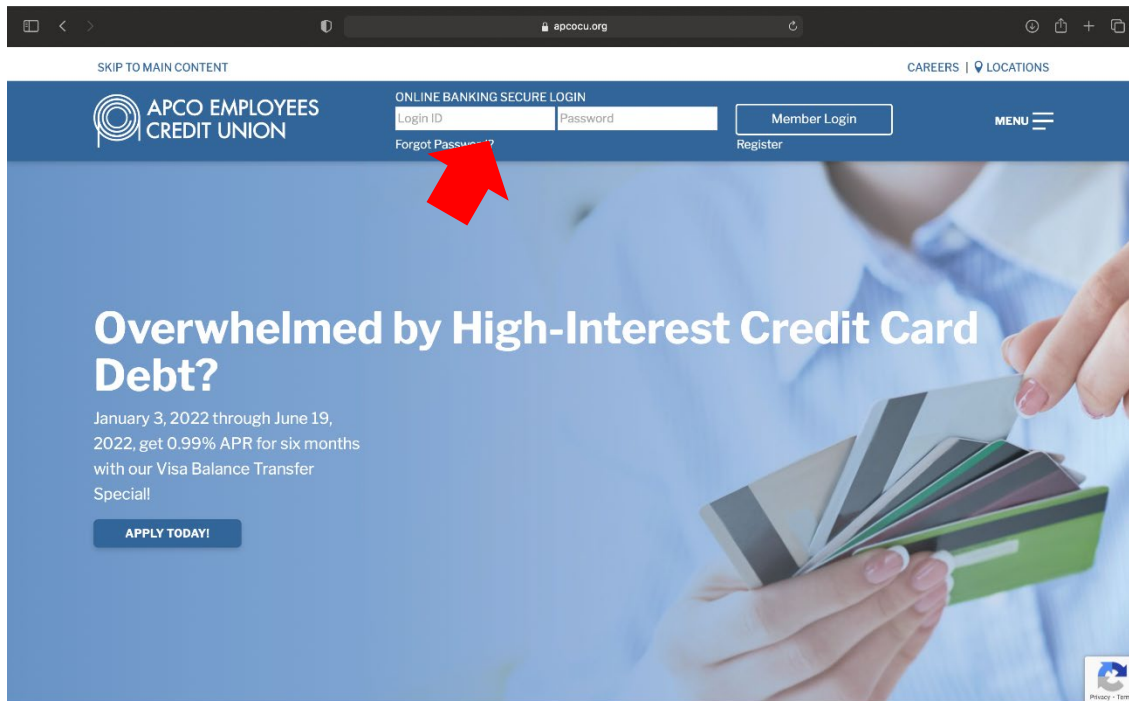 apcocu.org
SKIP TO MAIN CONTENT
CAREERS | LOCATIONS
APCO EMPLOYEES
CREDIT UNION
ONLINE BANKING SECURE LOGIN
Login ID
Password
Member Login
MENU
Forgot
Register
Overwhelmed by High-Interest Credit Card
Debt?
January 3, 2022 through June 19,
2022, get 0.99% APR for six months
with our Visa Balance Transfer
Special!
APPLY TODAY!
Privacy